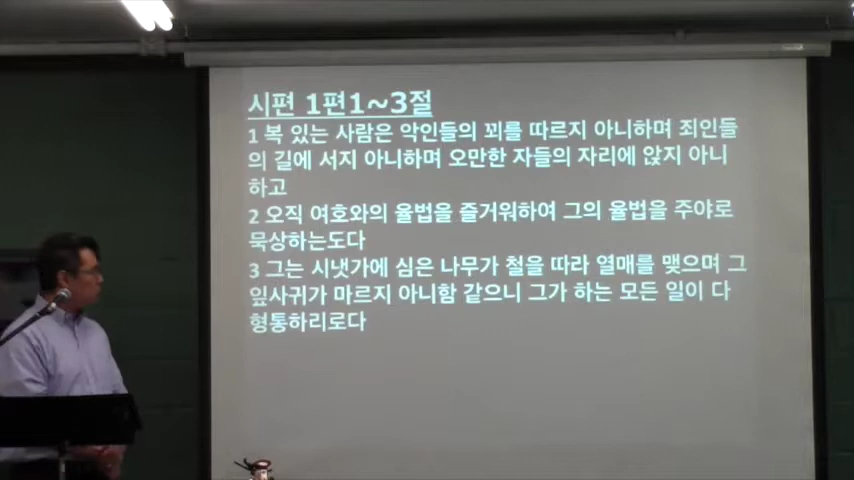 시편 1편1~3절
1 복 있는 사람은 악인들의 꾀를 따르지 아니하며 죄인들
의 길에 서지 아니하며 오만한 자들의 자리에 앉지 아니
하고
2 오직 여호와의 율법을 즐거워하여 그의 율법을 주야로
묵상하는도다
3 그는 시냇가에 심은 나무가 철을 따라 열매를 맺으며 그
잎사귀가 마르지 아니함 같으니 그가 하는 모든 일이 다
형통하리로다